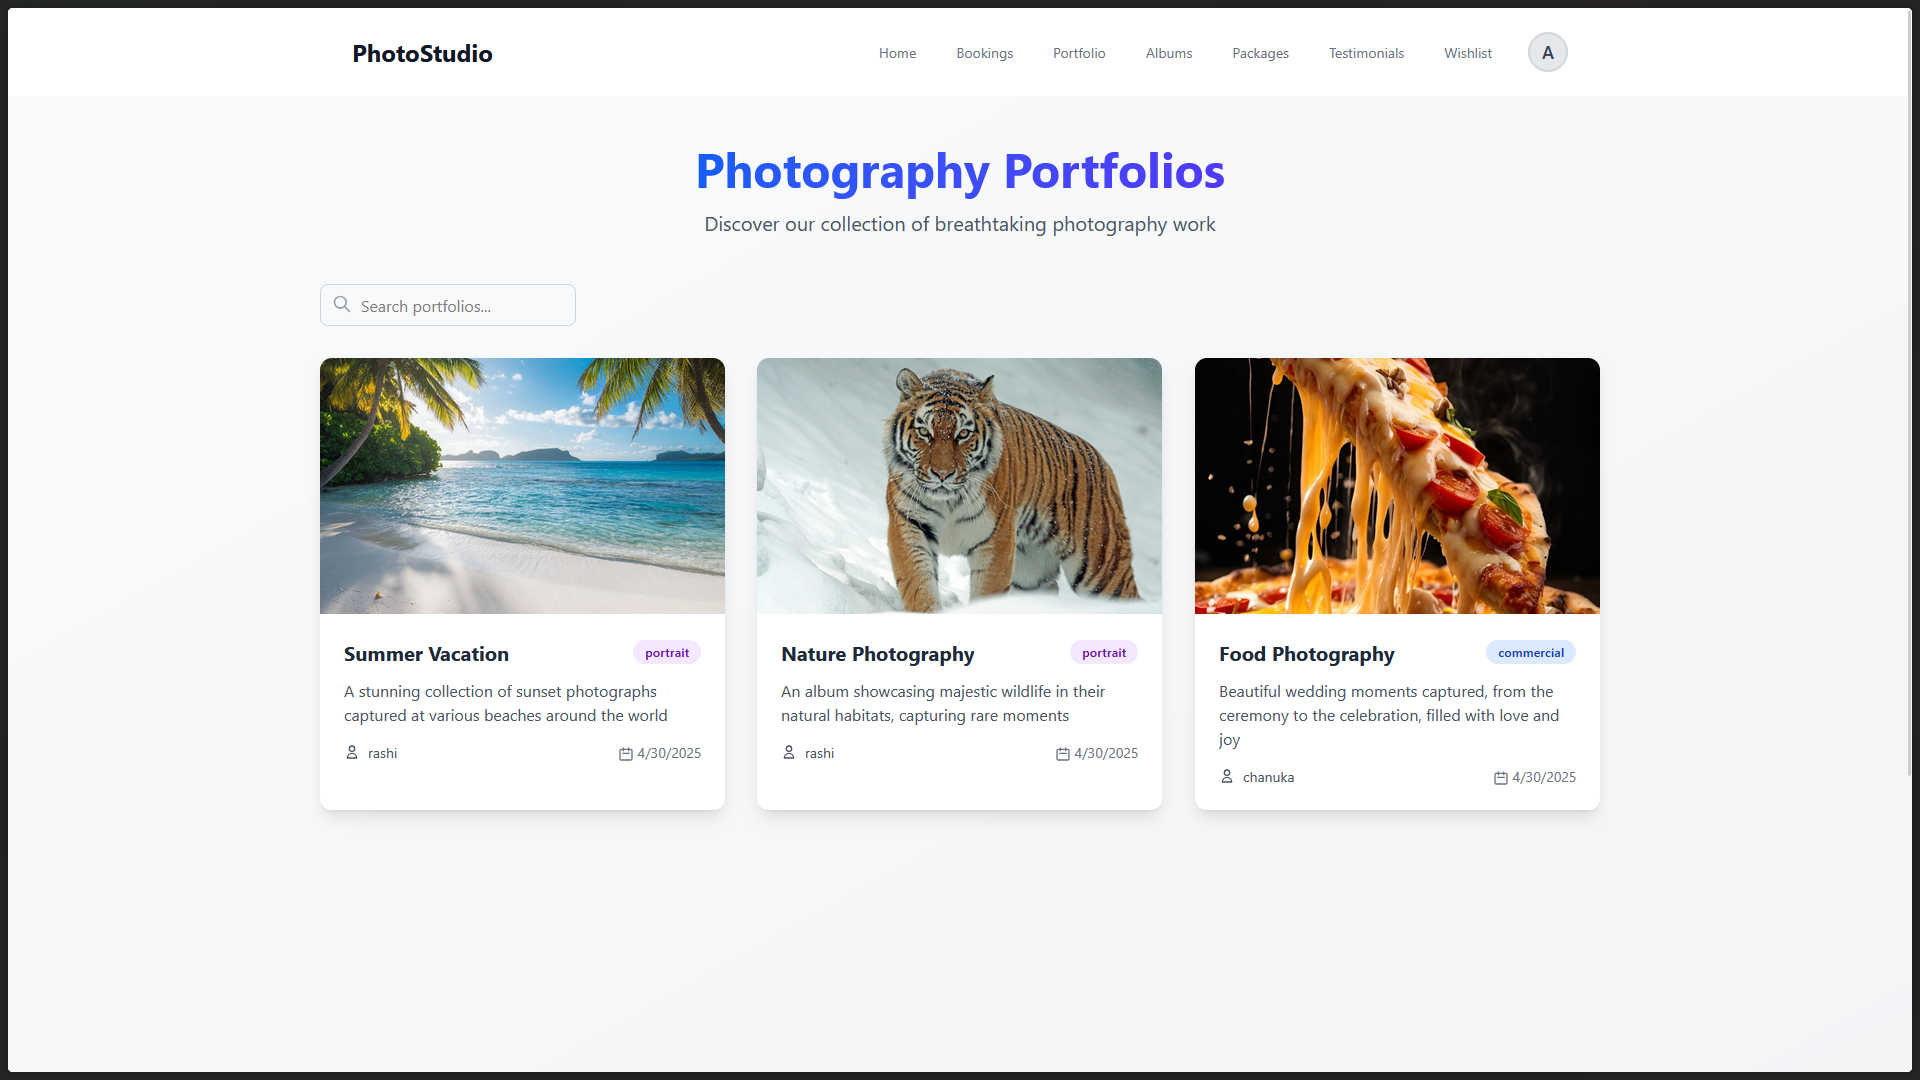 PhotoStudio
Home Bookings Portfolio Albums Packages Testimonials Wishlist A
Photography Portfolios
Discover our collection of breathtaking photography work
Search portfolios...
Summer Vacation portrait
A stunning collection of sunset photographs
captured at various beaches around the world
rashi 4/30/2025
Nature Photography portrait
An album showcasing majestic wildlife in their
natural habitats, capturing rare moments
rashi 4/30/2025
Food Photography commercial
Beautiful wedding moments captured, from the
ceremony to the celebration, filled with love and
joy
chanuka 4/30/2025